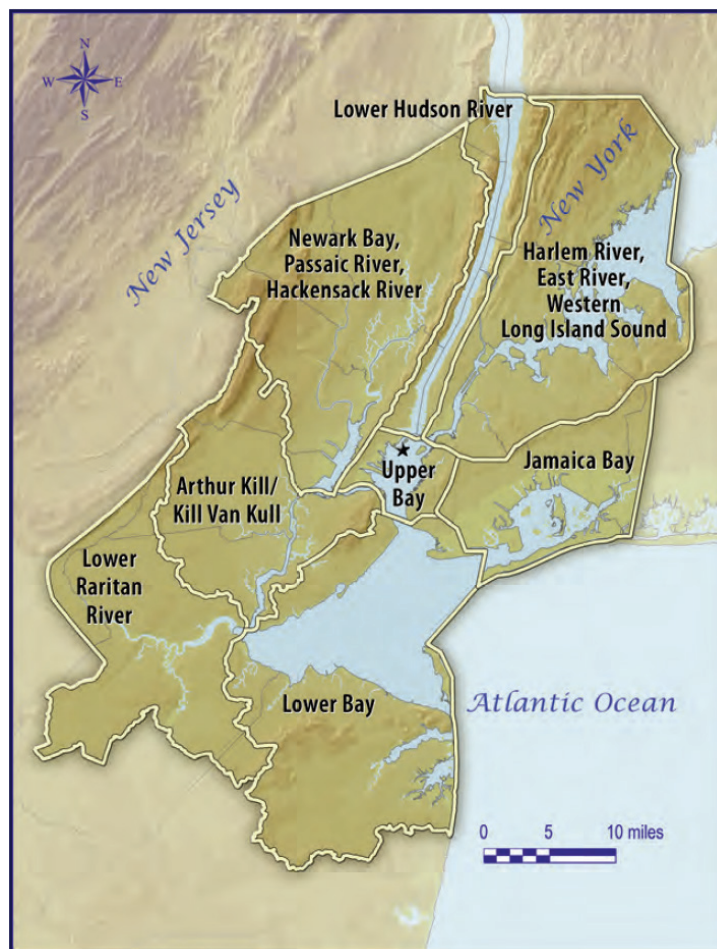 N
W E
S
Lower Hudson River
New Jersey
New York
Newark Bay,
Passaic River,
Hackensack River
Harlem River,
East River,
Western
Long Island Sound
Upper
Bay
Jamaica Bay
Arthur Kill/
Kill Van Kull
Lower
Raritan
River
Lower Bay
Atlantic Ocean
0 5 10 miles